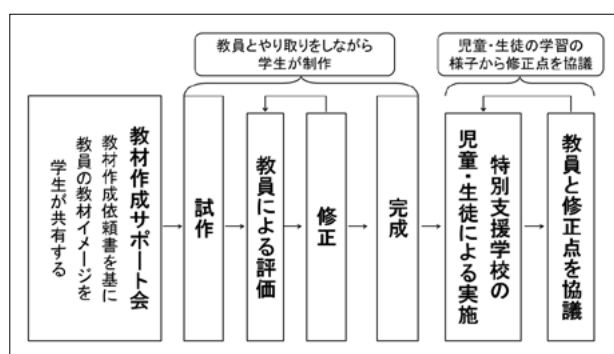 教員とやり取りをしながら
学生が制作
児童・生徒の学習の
様子から修正点を協議
教材作成サポート会
教材作成依頼書を基に
教員の教材イメージを
学生が共有する
試作
教員による評価
修正
完成
特別支援学校の
児童・生徒による実施
教員と修正点を協議